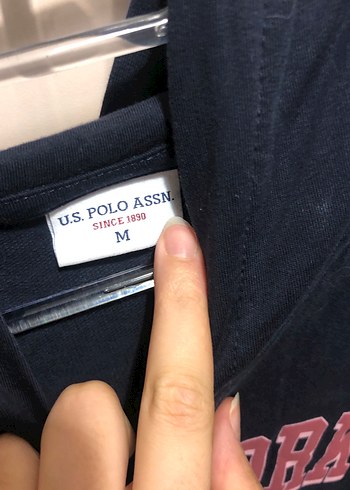 U.S. POLO ASSN.
SINCE 1890
M